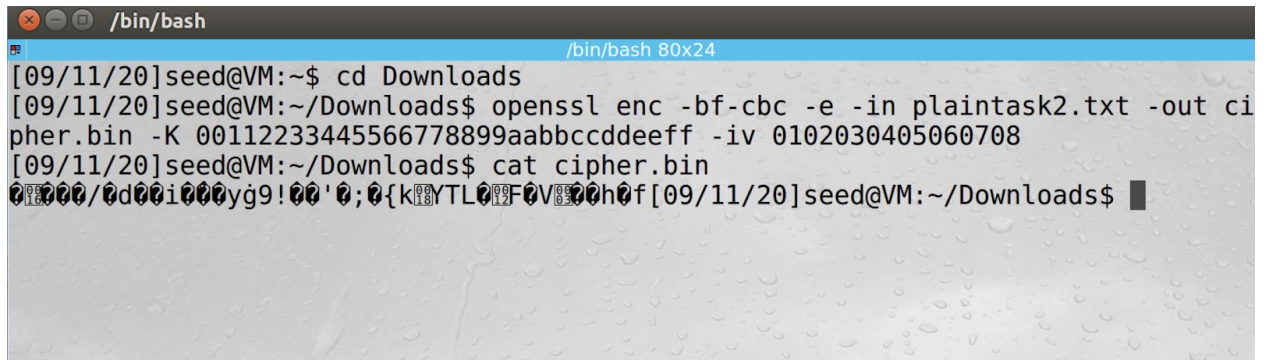 /bin/bash
/bin/bash 80x24
[09/11/20]seed@VM:~$ cd Downloads
[09/11/20]seed@VM:~/Downloads$ openssl enc -bf-cbc -e -in plaintask2.txt -out ci
pher.bin -K 00112233445566778899aabbccddeeff -iv 0102030405060708
[09/11/20]seed@VM:~/Downloads$ cat cipher.bin
�����/�d��i���yġ9!��'�;�{kYTL�F�V��h�f[09/11/20]seed@VM:~/Downloads$